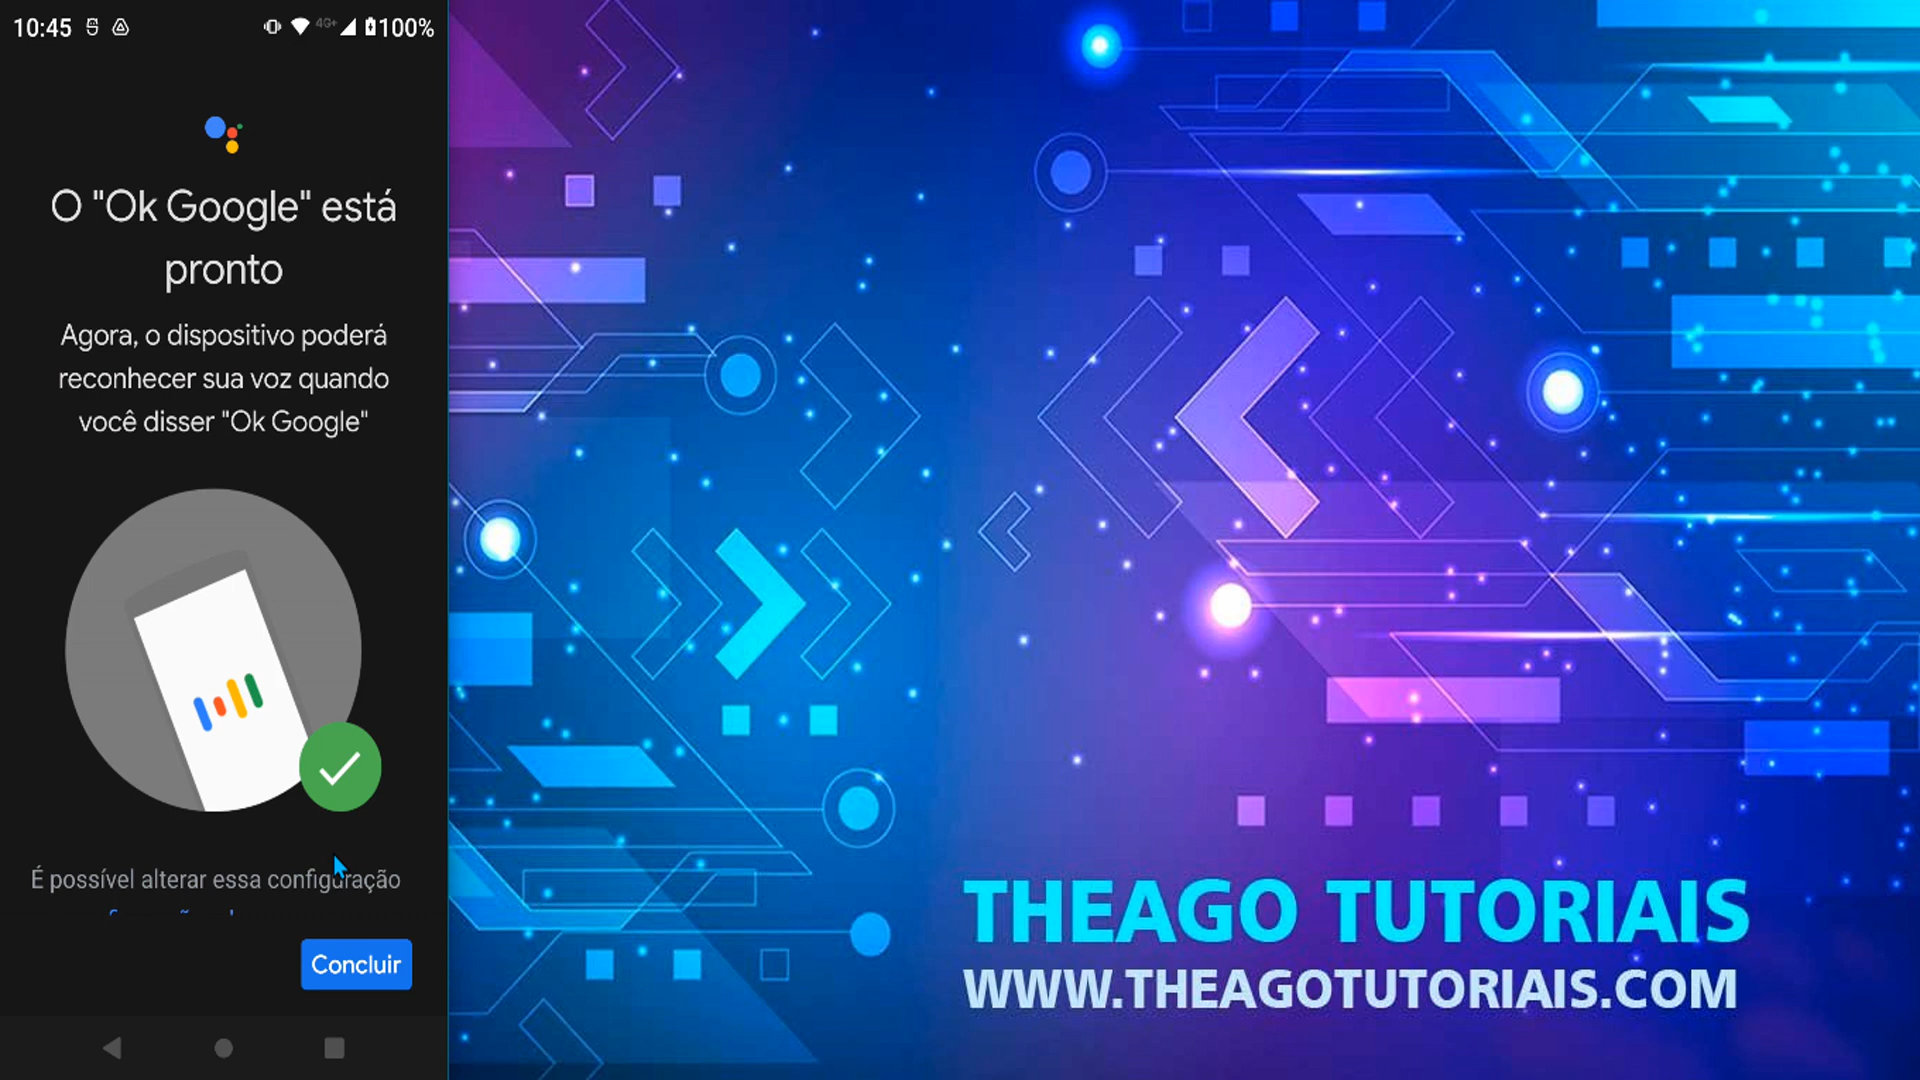 10:45
4G+
100%
O "Ok Google" está
pronto
Agora, o dispositivo poderá
reconhecer sua voz quando
você disser "Ok Google"
É possível alterar essa configuração
Concluir
THEAGO TUTORIAIS
WWW.THEAGOTUTORIAIS.COM